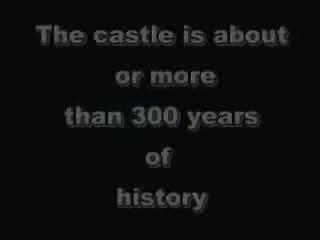 The castle is about
or more
than 300 years
of
history